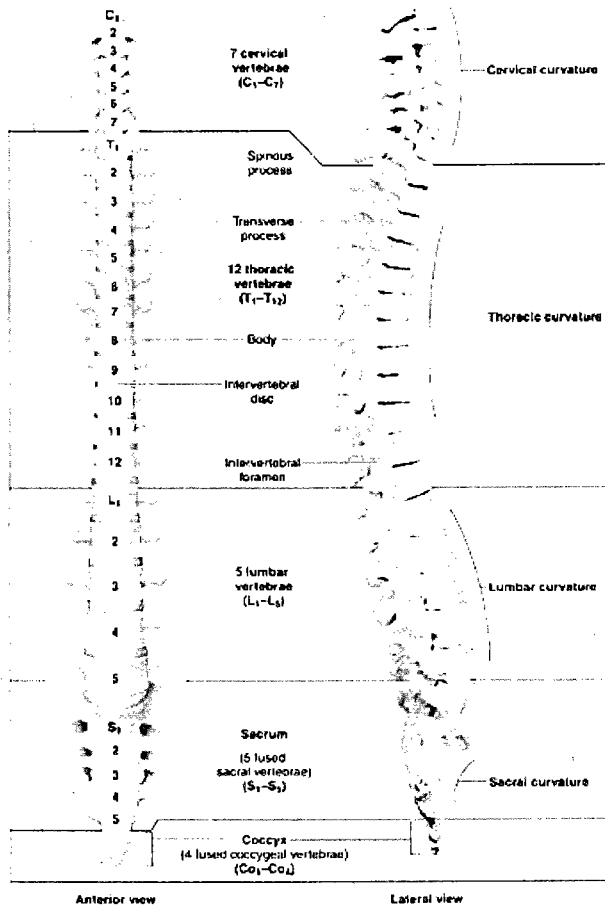 C₁
2
3
4
5
6
7
T₁
2
3
4
5
6
7
8
9
10
11
12
L₁
2
3
4
5
S₁
2
3
4
5
7 cervical
vertebrae
(C₁–C₇)
Spinous
process
Transverse
process
12 thoracic
vertebrae
(T₁–T₁₂)
Body
Intervertebral
disc
Intervertebral
foramen
5 lumbar
vertebrae
(L₁–L₅)
Sacrum
(5 fused
sacral vertebrae)
(S₁–S₅)
Coccyx
(4 fused coccygeal vertebrae)
(Co₁–Co₄)
Cervical curvature
Thoracic curvature
Lumbar curvature
Sacral curvature
Anterior view
Lateral view